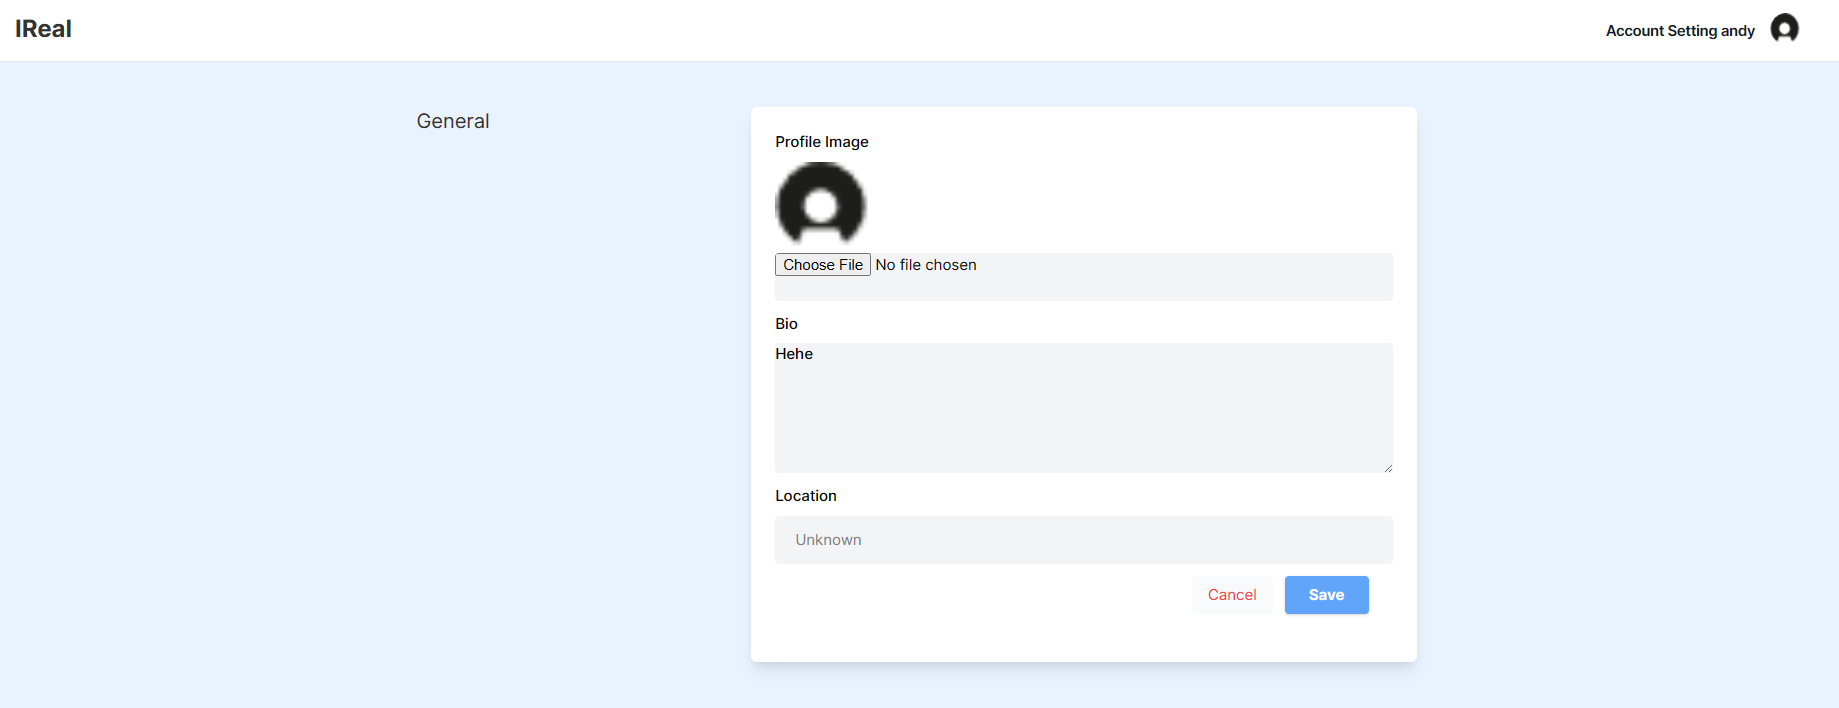 IReal
Account Setting andy
General
Profile Image
Choose File No file chosen
Bio
Hehe
Location
Unknown
Cancel
Save